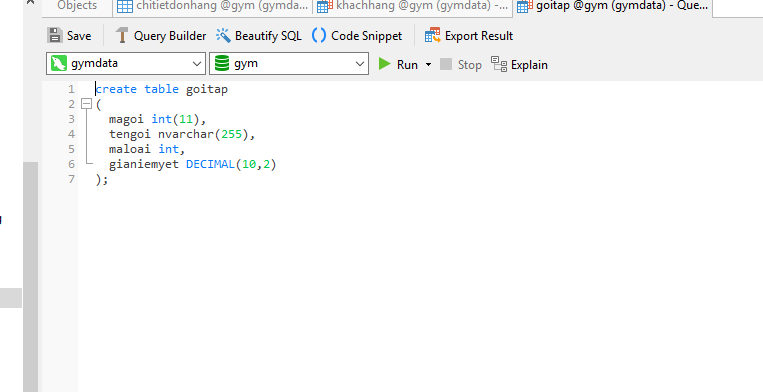 Objects chitietdonhang @gym (gymda... khachhang @gym (gymdata) -... goitap @gym (gymdata) - Que...
Save Query Builder Beautify SQL Code Snippet Export Result
gymdata gym Run Stop Explain
1 create table goitap
2 (
3 magoi int(11),
4 tengoi nvarchar(255),
5 maloai int,
6 gianiemyet DECIMAL(10,2)
7 );